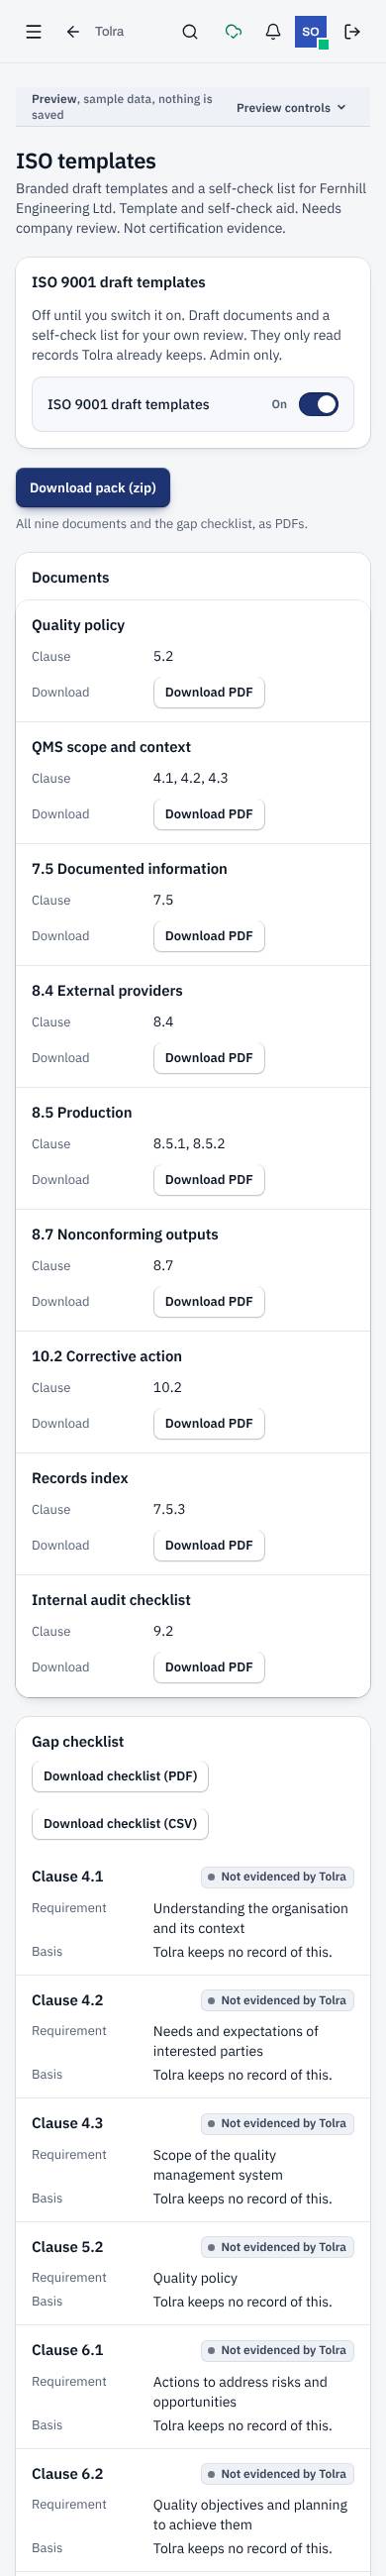 Tolra
SO
Preview, sample data, nothing is
saved
Preview controls
ISO templates
Branded draft templates and a self-check list for Fernhill
Engineering Ltd. Template and self-check aid. Needs
company review. Not certification evidence.
ISO 9001 draft templates
Off until you switch it on. Draft documents and a
self-check list for your own review. They only read
records Tolra already keeps. Admin only.
ISO 9001 draft templates On
Download pack (zip)
All nine documents and the gap checklist, as PDFs.
Documents
Quality policy
Clause 5.2
Download Download PDF
QMS scope and context
Clause 4.1, 4.2, 4.3
Download Download PDF
7.5 Documented information
Clause 7.5
Download Download PDF
8.4 External providers
Clause 8.4
Download Download PDF
8.5 Production
Clause 8.5.1, 8.5.2
Download Download PDF
8.7 Nonconforming outputs
Clause 8.7
Download Download PDF
10.2 Corrective action
Clause 10.2
Download Download PDF
Records index
Clause 7.5.3
Download Download PDF
Internal audit checklist
Clause 9.2
Download Download PDF
Gap checklist
Download checklist (PDF)
Download checklist (CSV)
Clause 4.1 Not evidenced by Tolra
Requirement Understanding the organisation
and its context
Basis Tolra keeps no record of this.
Clause 4.2 Not evidenced by Tolra
Requirement Needs and expectations of
interested parties
Basis Tolra keeps no record of this.
Clause 4.3 Not evidenced by Tolra
Requirement Scope of the quality
management system
Basis Tolra keeps no record of this.
Clause 5.2 Not evidenced by Tolra
Requirement Quality policy
Basis Tolra keeps no record of this.
Clause 6.1 Not evidenced by Tolra
Requirement Actions to address risks and
opportunities
Basis Tolra keeps no record of this.
Clause 6.2 Not evidenced by Tolra
Requirement Quality objectives and planning
to achieve them
Basis Tolra keeps no record of this.